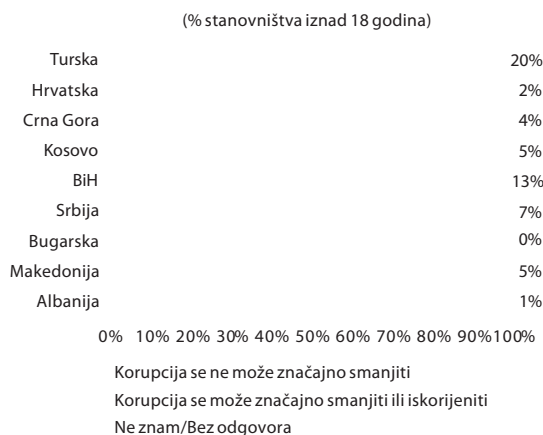 (% stanovništva iznad 18 godina)
Turska 20%
Hrvatska 2%
Crna Gora 4%
Kosovo 5%
BiH 13%
Srbija 7%
Bugarska 0%
Makedonija 5%
Albanija 1%
0% 10% 20% 30% 40% 50% 60% 70% 80% 90% 100%
Korupcija se ne može značajno smanjiti
Korupcija se može značajno smanjiti ili iskorijeniti
Ne znam/Bez odgovora